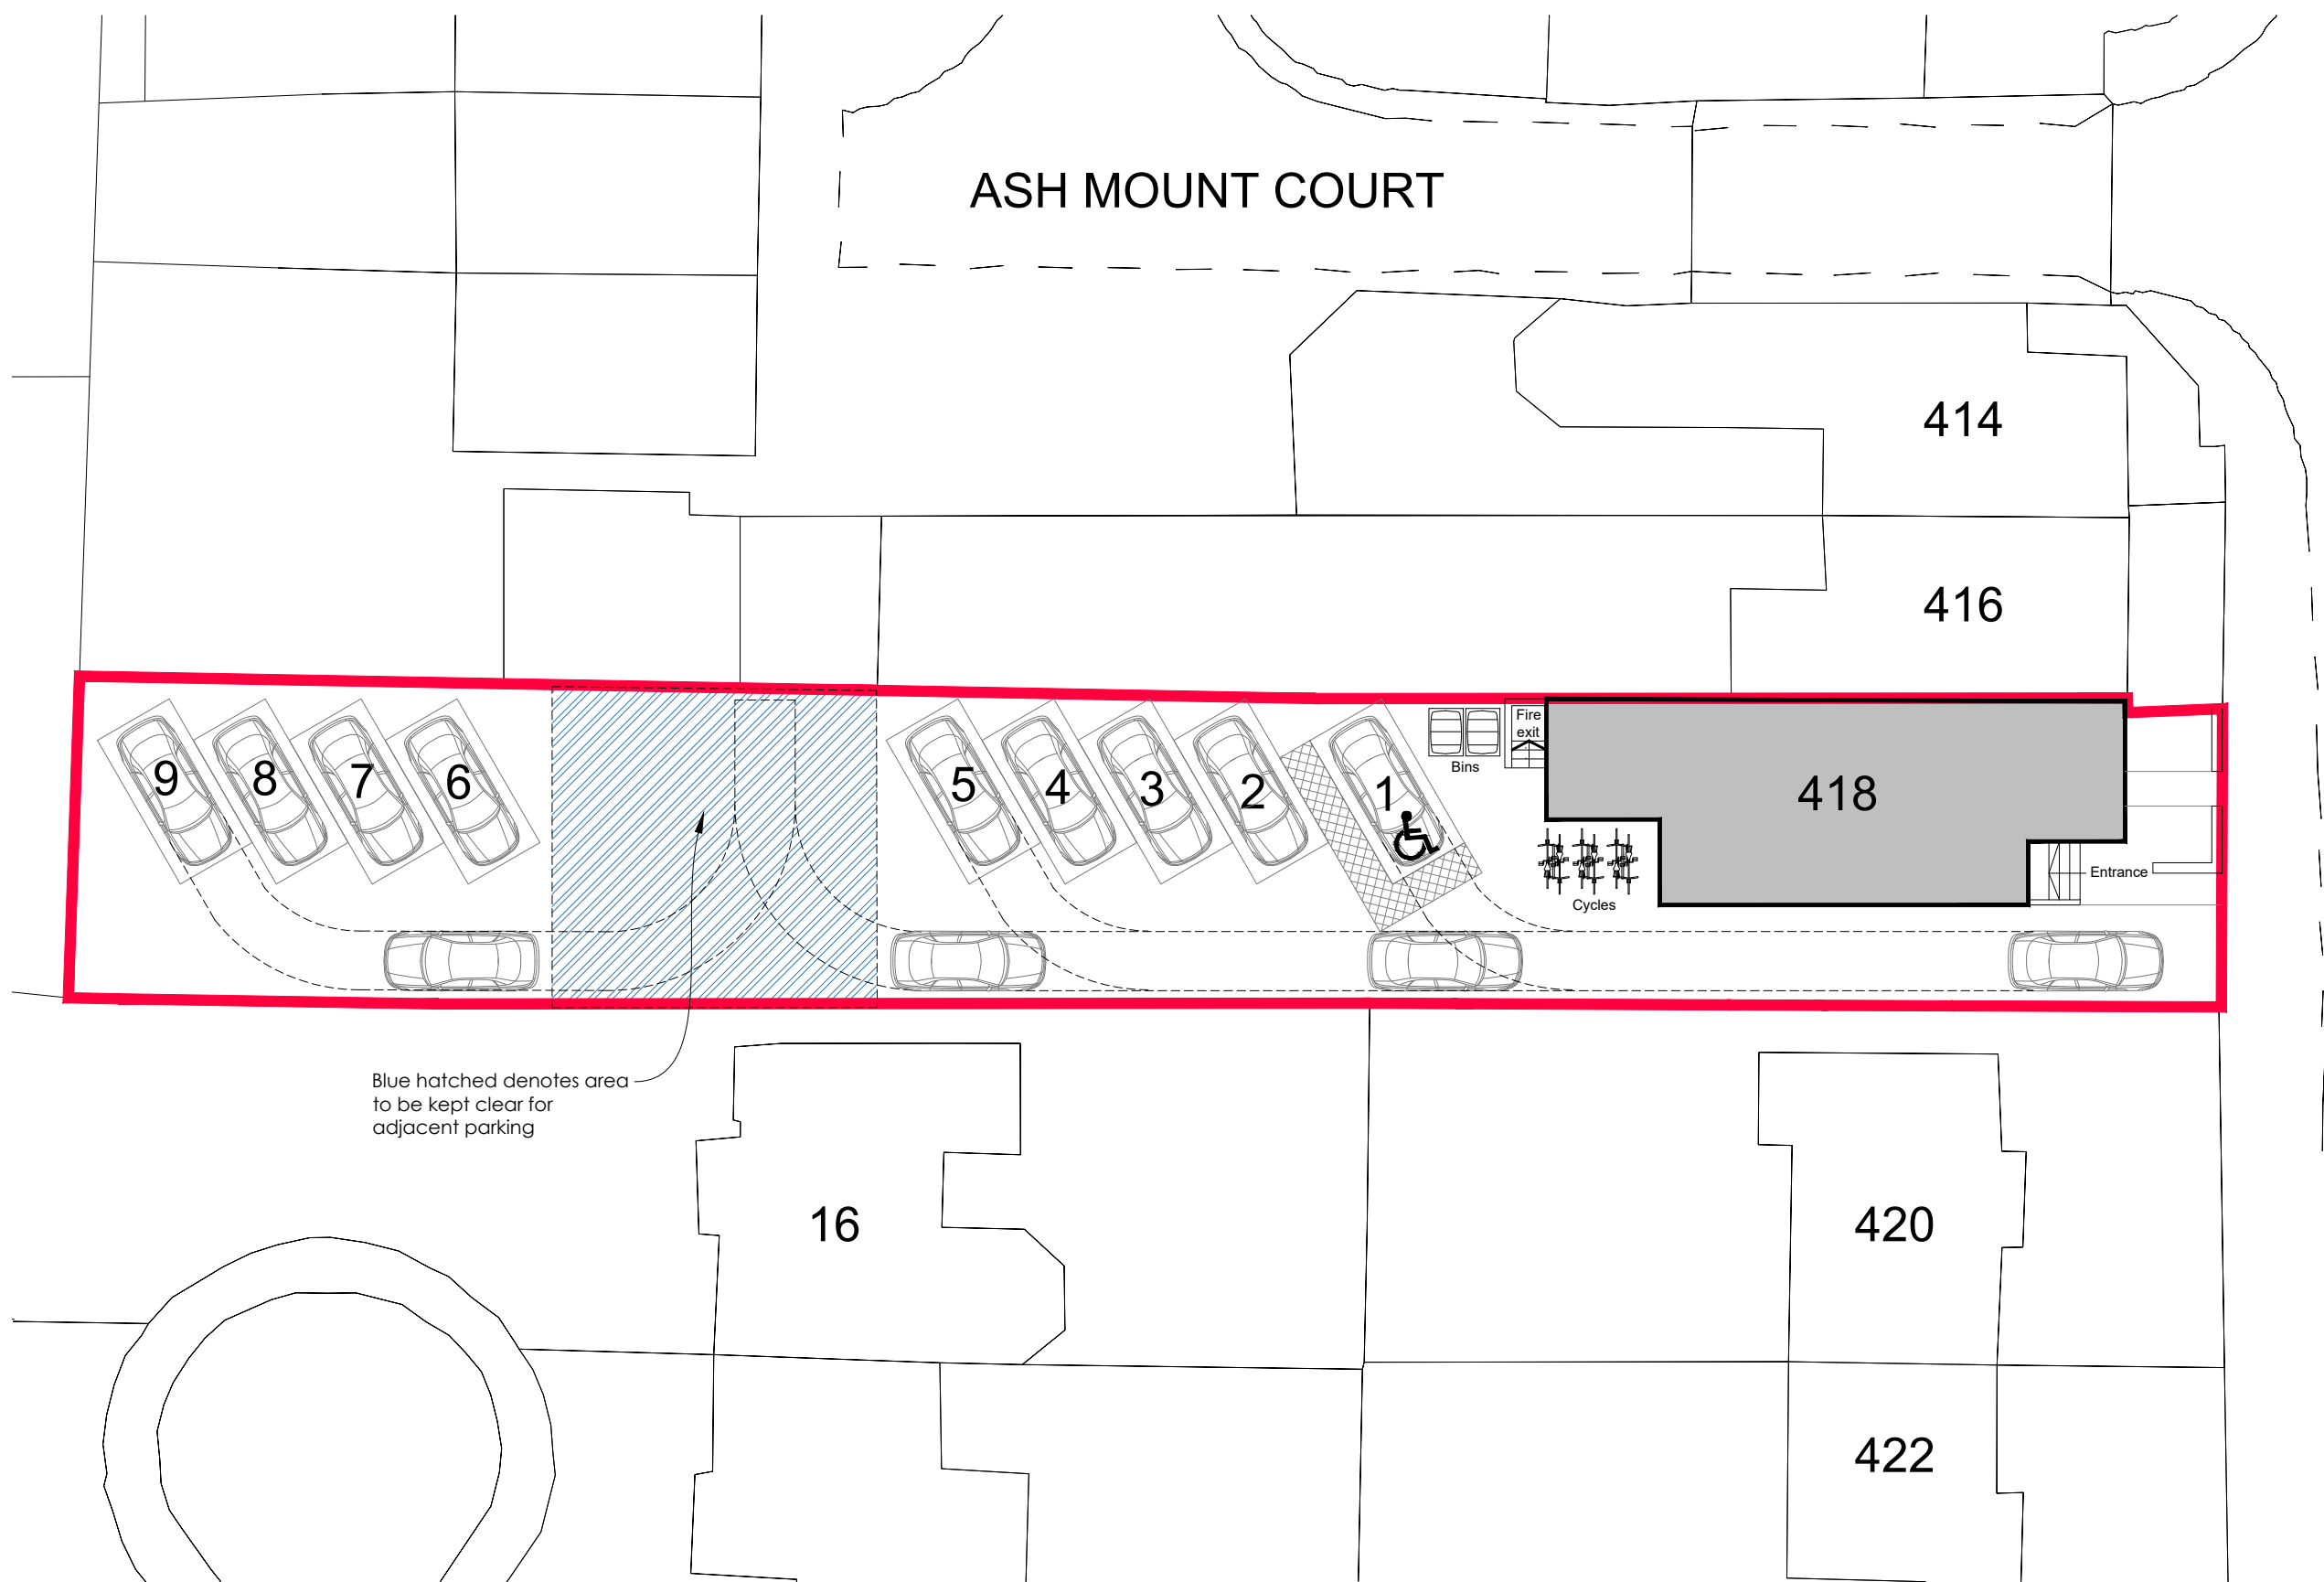 ASH MOUNT COURT
414
416
Fire
exit
Bins
9
8
7
6
5
4
3
2
1
418
Entrance
Cycles
Blue hatched denotes area
to be kept clear for
adjacent parking
16
420
422